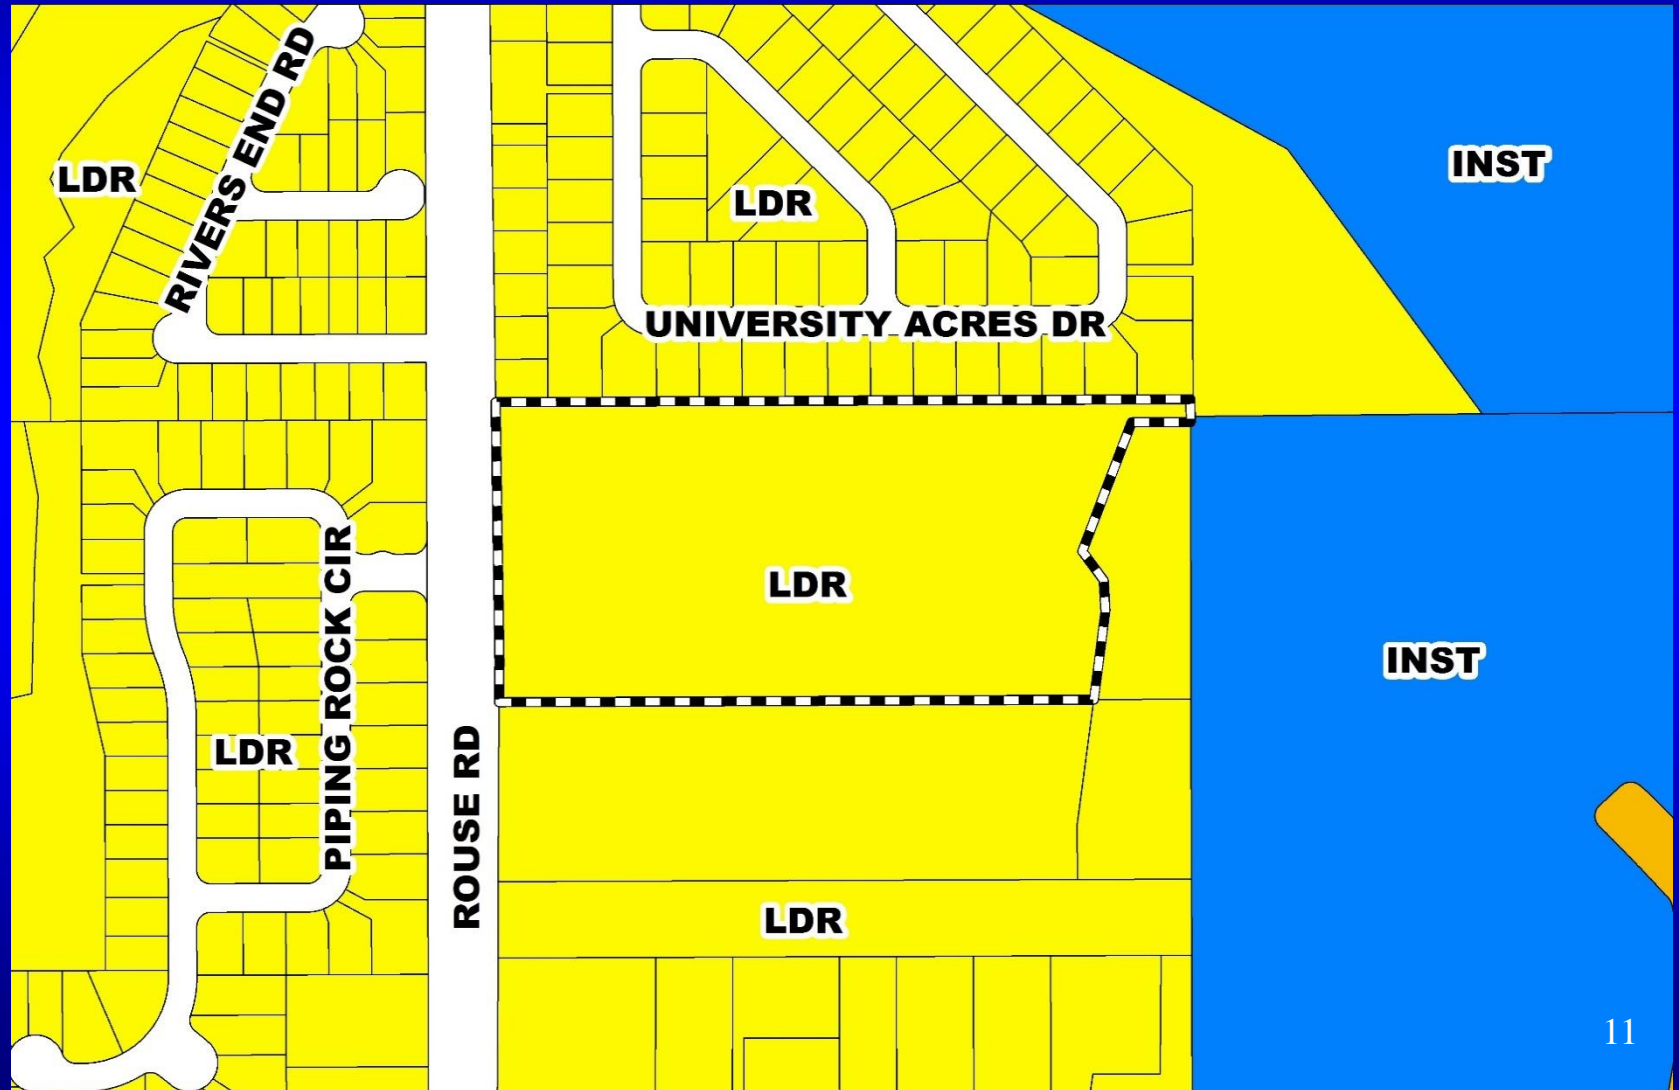 RIVERS END RD
LDR
INST
LDR
UNIVERSITY ACRES DR
LDR
PIPING ROCK CIR
INST
LDR
ROUSE RD
LDR
11